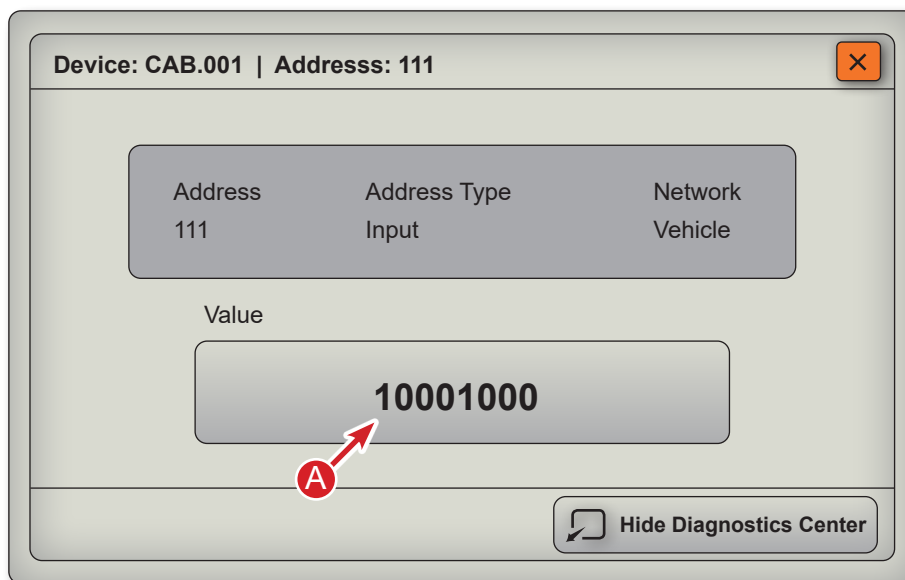 Device: CAB.001 | Addresss: 111
Address Address Type Network
111 Input Vehicle
Value
10001000
A
Hide Diagnostics Center